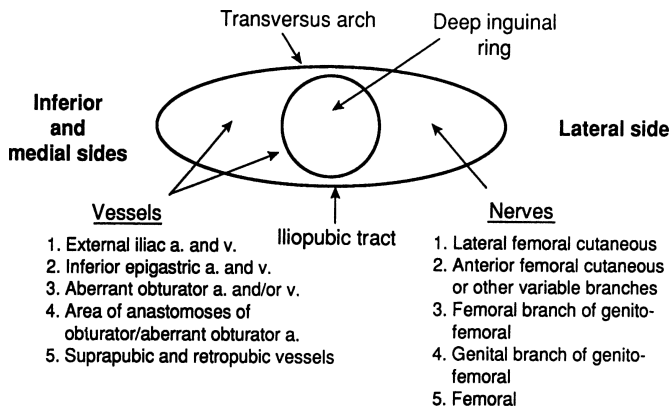 Transversus arch
Deep inguinal
ring
Inferior
and
medial sides
Lateral side
Vessels
1. External iliac a. and v.
2. Inferior epigastric a. and v.
3. Aberrant obturator a. and/or v.
4. Area of anastomoses of
obturator/aberrant obturator a.
5. Suprapubic and retropubic vessels
Iliopubic tract
Nerves
1. Lateral femoral cutaneous
2. Anterior femoral cutaneous
or other variable branches
3. Femoral branch of genito-
femoral
4. Genital branch of genito-
femoral
5. Femoral